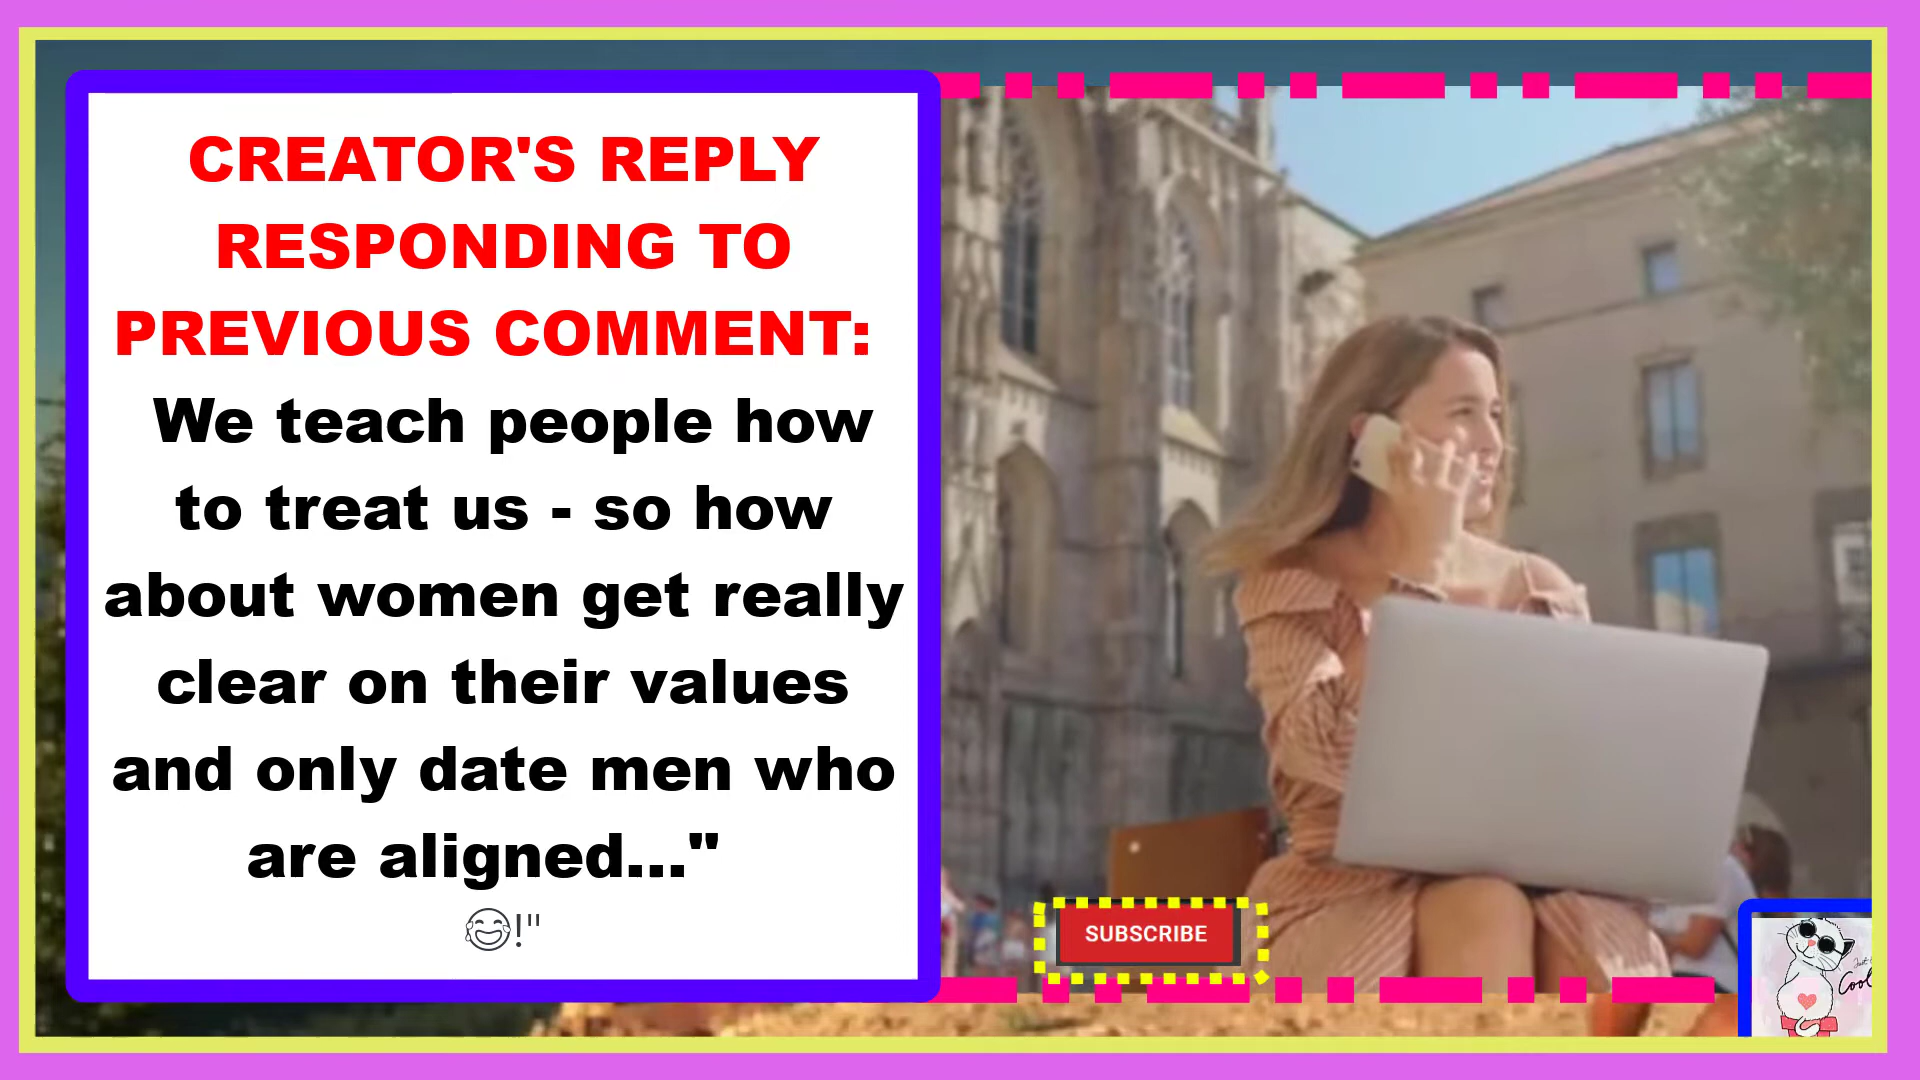 CREATOR'S REPLY
RESPONDING TO
PREVIOUS COMMENT:
We teach people how
to treat us - so how
about women get really
clear on their values
and only date men who
are aligned..."
😂!"
SUBSCRIBE
Cool